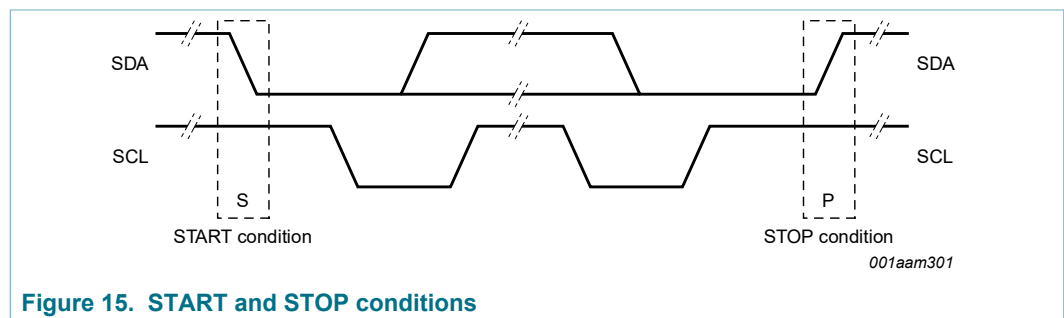 SDA SDA
SCL SCL
S P
START condition STOP condition
001aam301
Figure 15. START and STOP conditions